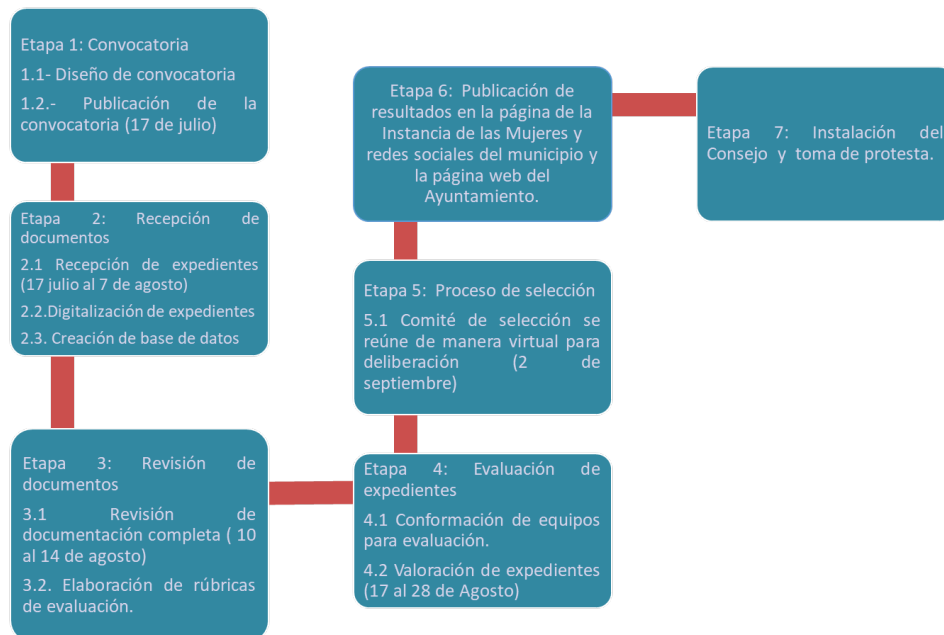 Etapa 1: Convocatoria
1.1- Diseño de convocatoria
1.2.- Publicación de la
convocatoria (17 de julio)
Etapa 2: Recepción de
documentos
2.1 Recepción de expedientes
(17 julio al 7 de agosto)
2.2.Digitalización de expedientes
2.3. Creación de base de datos
Etapa 3: Revisión de
documentos
3.1 Revisión de
documentación completa ( 10
al 14 de agosto)
3.2. Elaboración de rúbricas
de evaluación.
Etapa 4: Evaluación de
expedientes
4.1 Conformación de equipos
para evaluación.
4.2 Valoración de expedientes
(17 al 28 de Agosto)
Etapa 5: Proceso de selección
5.1 Comité de selección se
reúne de manera virtual para
deliberación (2 de
septiembre)
Etapa 6: Publicación de
resultados en la página de la
Instancia de las Mujeres y
redes sociales del municipio y
la página web del
Ayuntamiento.
Etapa 7: Instalación del
Consejo y toma de protesta.